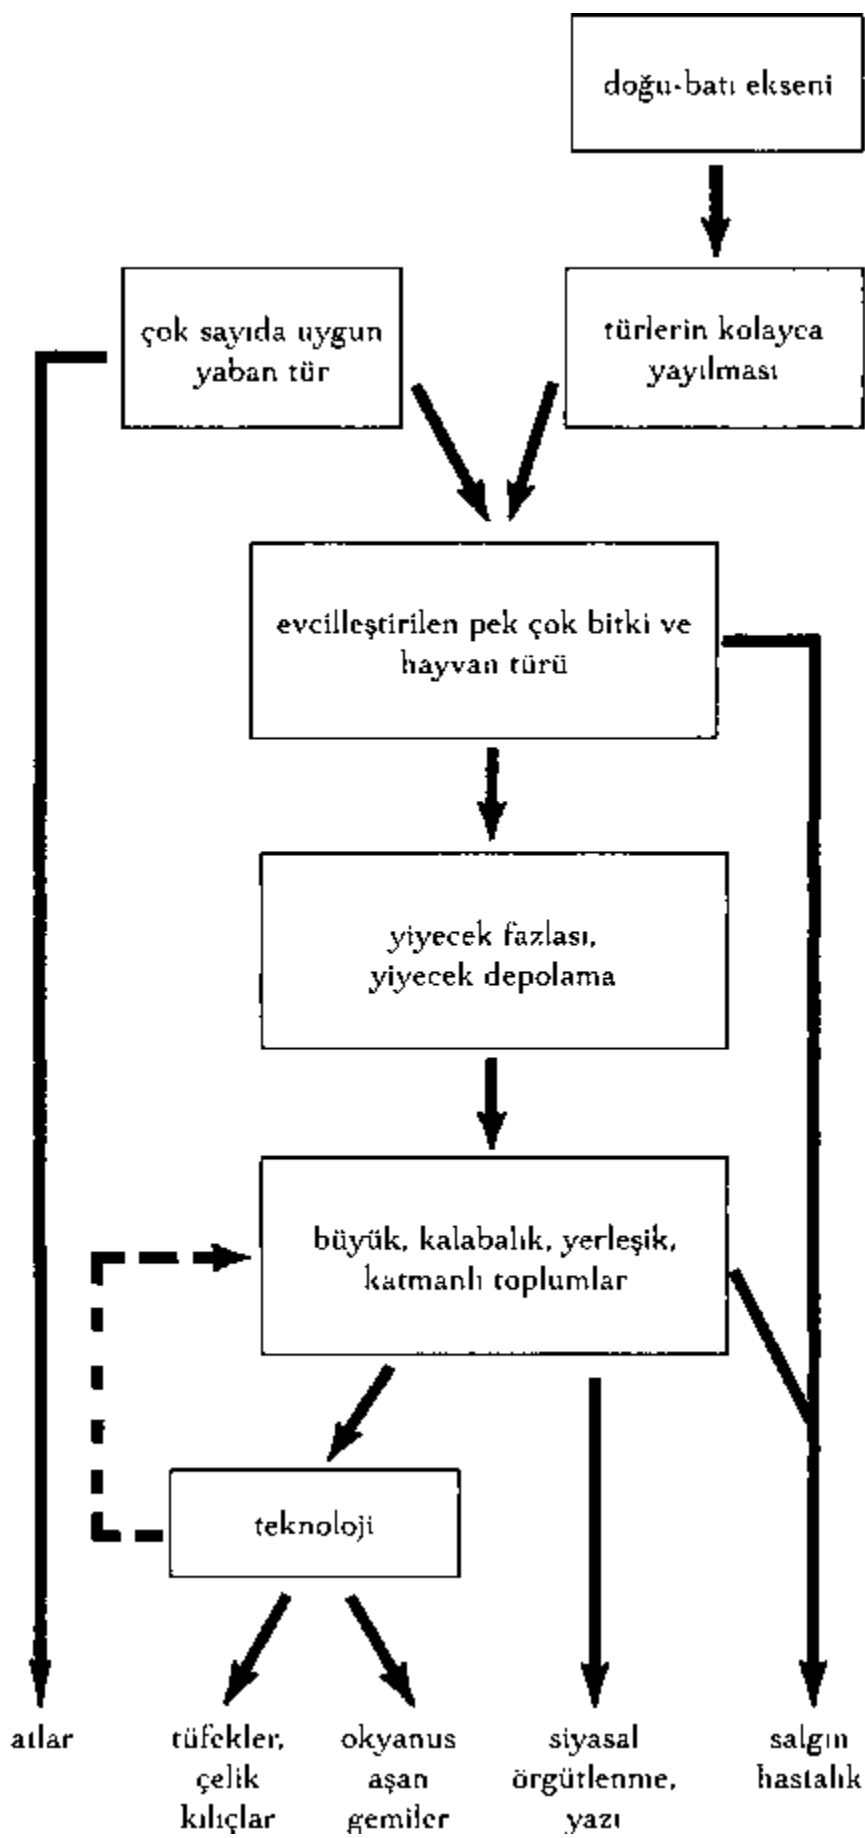 doğu-batı ekseni
çok sayıda uygun
yaban tür
türlerin kolayca
yayılması
evcilleştirilen pek çok bitki ve
hayvan türü
yiyecek fazlası,
yiyecek depolama
büyük, kalabalık, yerleşik,
katmanlı toplumlar
teknoloji
atlar
tüfekler,
çelik
kılıçlar
okyanus
aşan
gemiler
siyasal
örgütlenme,
yazı
salgın
hastalık